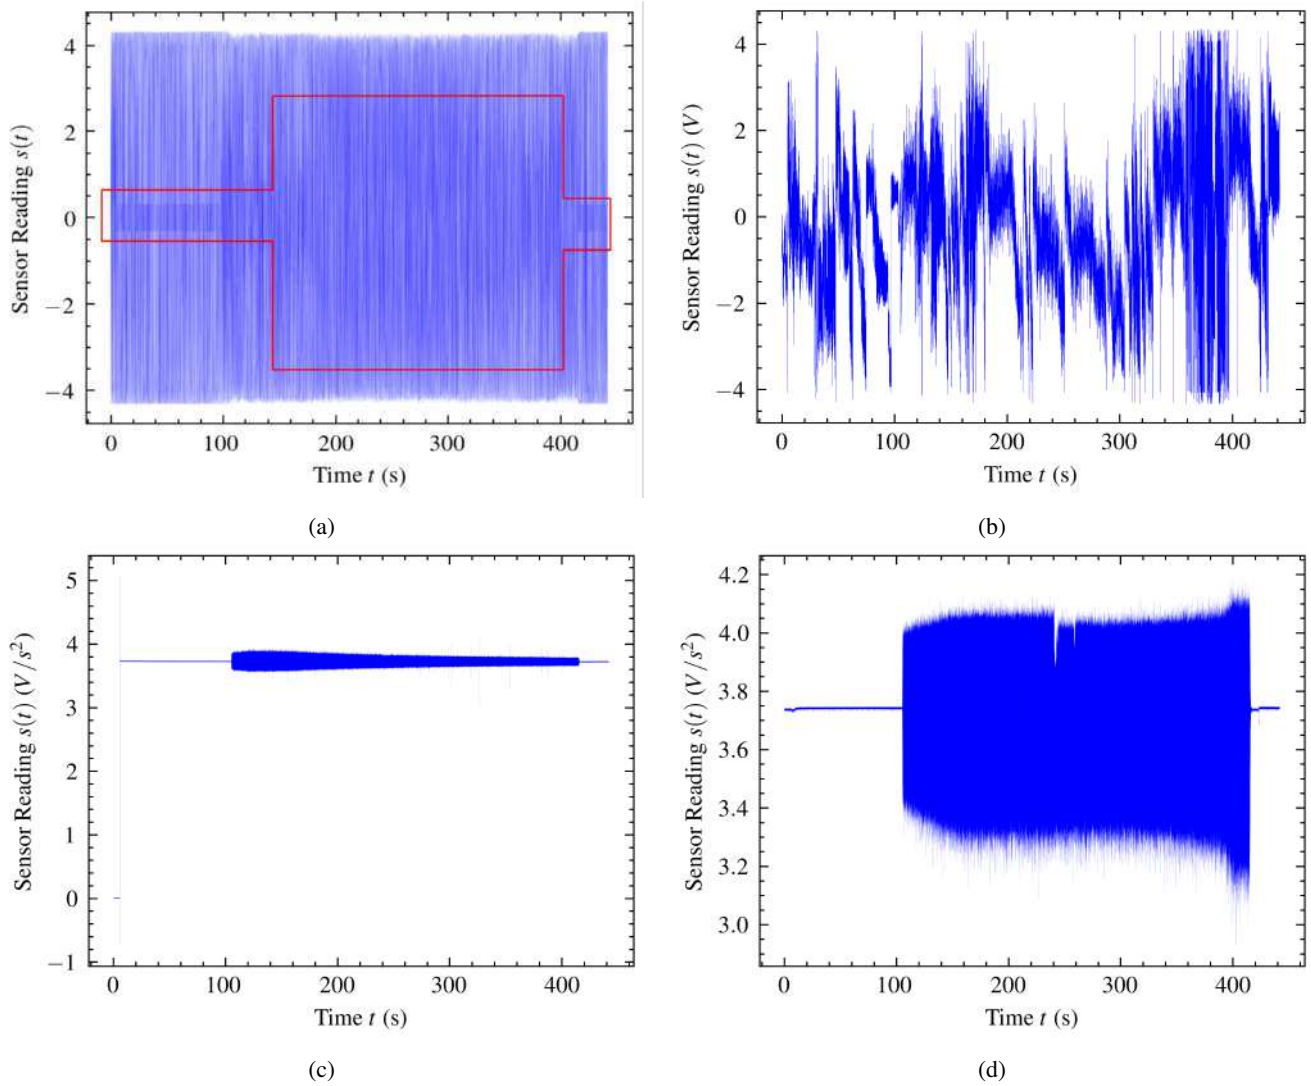 Sensor Reading s(t)
4
2
0
−2
−4
0 100 200 300 400
Time t (s)
(a)
Sensor Reading s(t) (V)
4
2
0
−2
−4
0 100 200 300 400
Time t (s)
(b)
Sensor Reading s(t) (V/s²)
5
4
3
2
1
0
−1
0 100 200 300 400
Time t (s)
(c)
Sensor Reading s(t) (V/s²)
4.2
4.0
3.8
3.6
3.4
3.2
3.0
0 100 200 300 400
Time t (s)
(d)